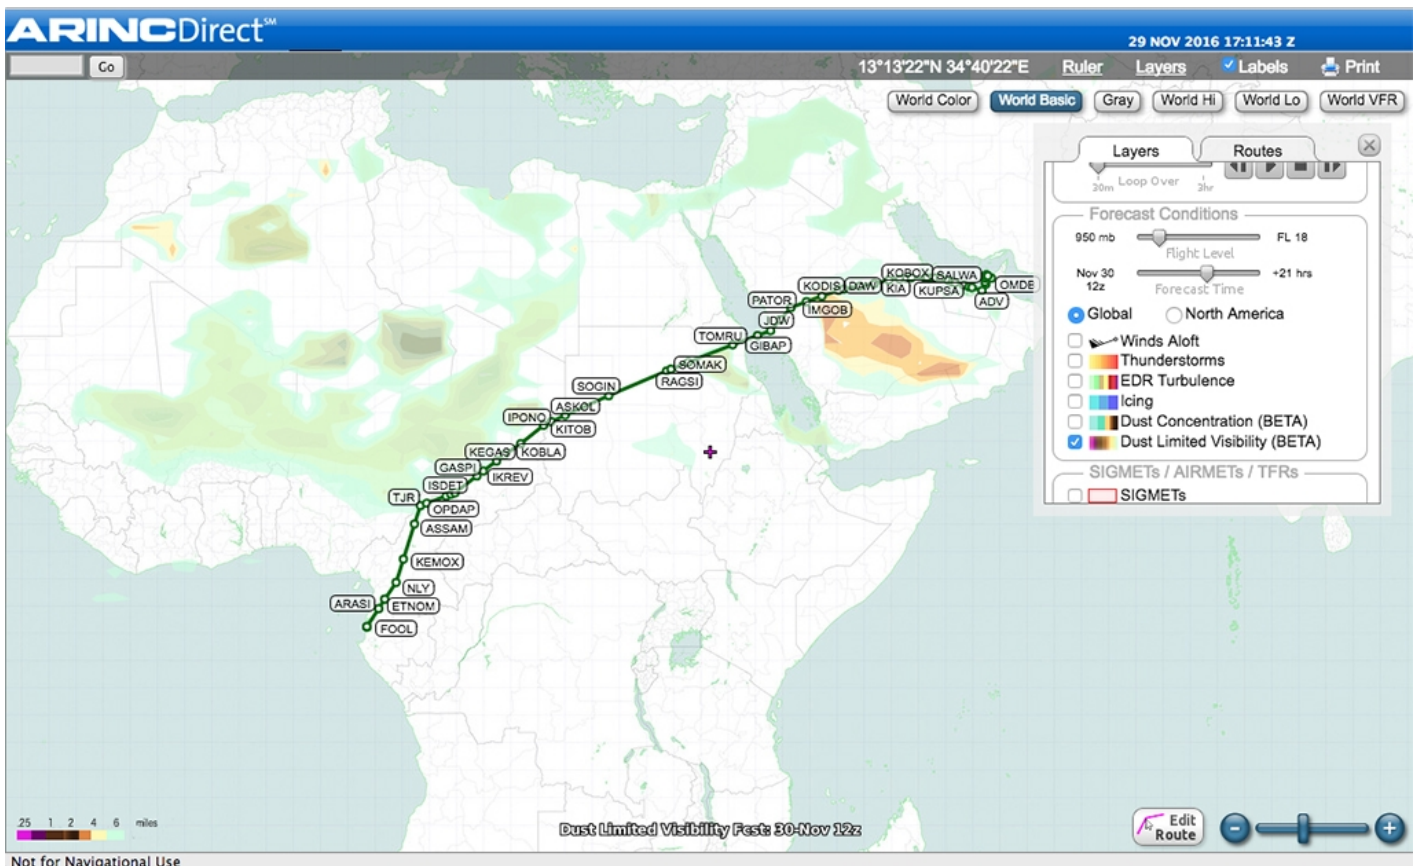 ARINCDirect℠
29 NOV 2016 17:11:43 Z
Go
13°13'22"N 34°40'22"E Ruler Layers Labels Print
World Color World Basic Gray World Hi World Lo World VFR
Layers Routes
30m Loop Over 3hr
Forecast Conditions
950 mb FL 18
Flight Level
Nov 30 +21 hrs
12z
Forecast Time
Global North America
Winds Aloft
Thunderstorms
EDR Turbulence
Icing
Dust Concentration (BETA)
Dust Limited Visibility (BETA)
SIGMETs / AIRMETs / TFRs
SIGMETs
KOBOX SALWA
KODIS DAW KIA KUPSA OMDB
PATOR IMGOB ADV
JDW
TOMRU GIBAP
SOMAK
RAGSI
SOGIN
ASKOL
IPONO KITOB
KEGAS KOBLA
GASPI IKREV
ISDET
TJR OPDAP
ASSAM
KEMOX
NLY
ARASI ETNOM
FOOL
.25 1 2 4 6 miles
Dust Limited Visibility Fcst: 30-Nov 12z
Edit
Route
Not for Navigational Use